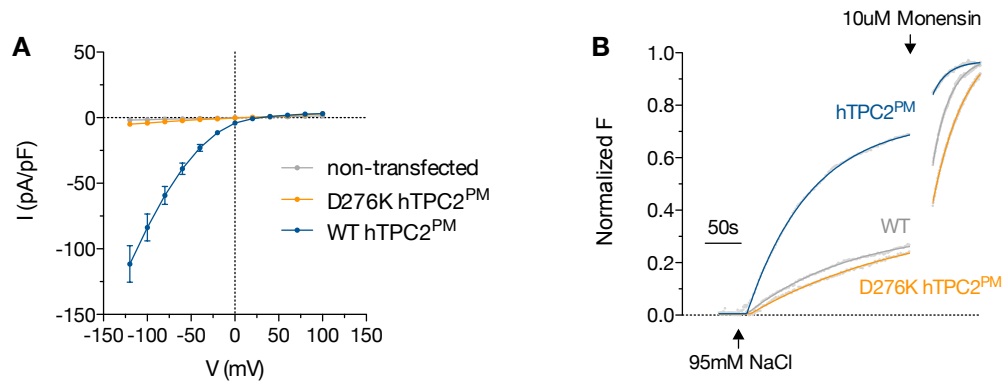 A
50
0
-50
-100
-150
I (pA/pF)
-150
-100
-50
0
50
100
150
V (mV)
non-transfected
D276K hTPC2PM
WT hTPC2PM
B
10uM Monensin
1.0
0.8
0.6
0.4
0.2
0.0
Normalized F
hTPC2PM
50s
WT
D276K hTPC2PM
95mM NaCl